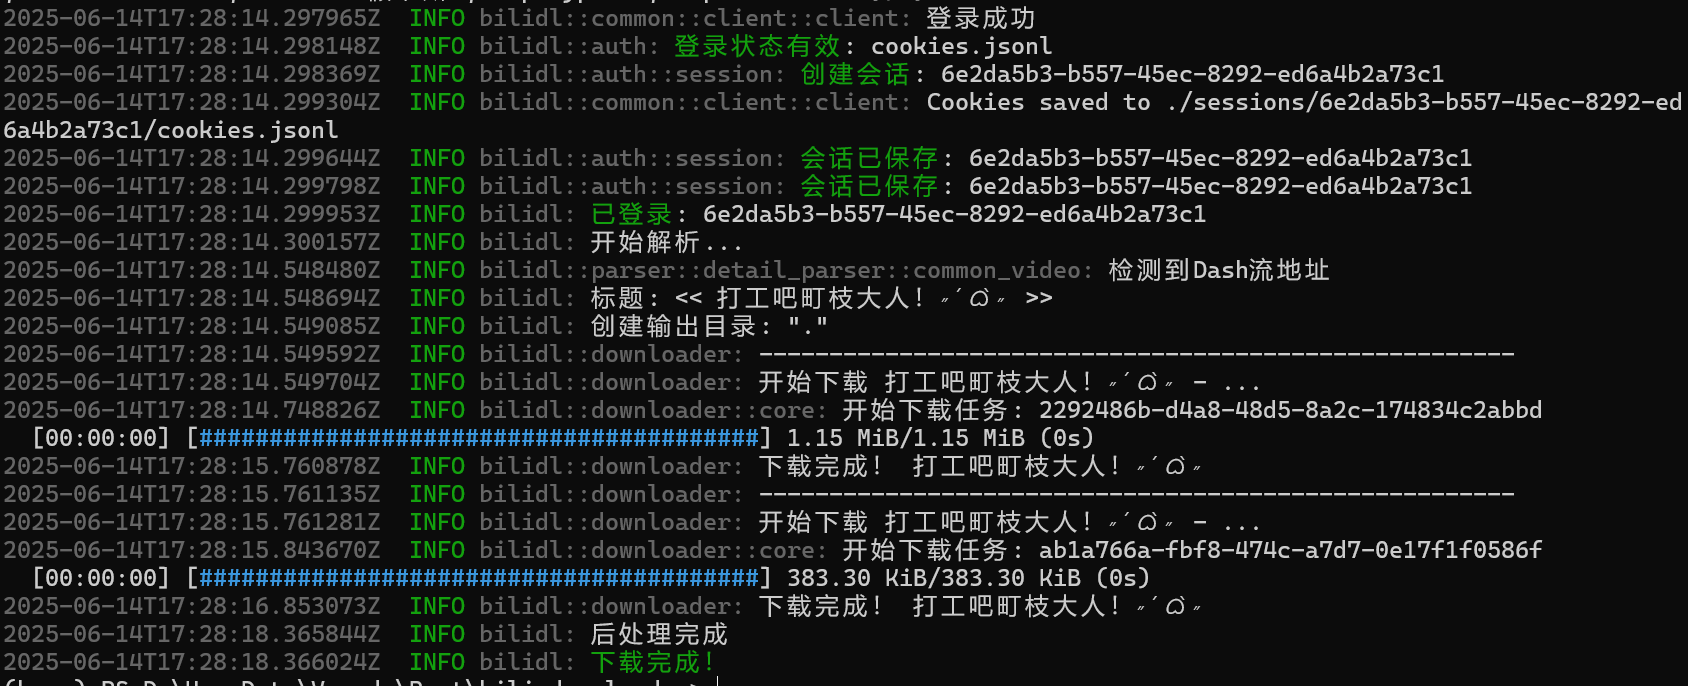 2025-06-14T17:28:14.297965Z  INFO bilidl::common::client::client: 登录成功
2025-06-14T17:28:14.298148Z  INFO bilidl::auth: 登录状态有效: cookies.jsonl
2025-06-14T17:28:14.298369Z  INFO bilidl::auth::session: 创建会话: 6e2da5b3-b557-45ec-8292-ed6a4b2a73c1
2025-06-14T17:28:14.299304Z  INFO bilidl::common::client::client: Cookies saved to ./sessions/6e2da5b3-b557-45ec-8292-ed
6a4b2a73c1/cookies.jsonl
2025-06-14T17:28:14.299644Z  INFO bilidl::auth::session: 会话已保存: 6e2da5b3-b557-45ec-8292-ed6a4b2a73c1
2025-06-14T17:28:14.299798Z  INFO bilidl::auth::session: 会话已保存: 6e2da5b3-b557-45ec-8292-ed6a4b2a73c1
2025-06-14T17:28:14.299953Z  INFO bilidl: 已登录: 6e2da5b3-b557-45ec-8292-ed6a4b2a73c1
2025-06-14T17:28:14.300157Z  INFO bilidl: 开始解析...
2025-06-14T17:28:14.548480Z  INFO bilidl::parser::detail_parser::common_video: 检测到Dash流地址
2025-06-14T17:28:14.548694Z  INFO bilidl: 标题: << 打工吧町枝大人! >>
2025-06-14T17:28:14.549085Z  INFO bilidl: 创建输出目录: "."
2025-06-14T17:28:14.549592Z  INFO bilidl::downloader: ------------------------------------------------------
2025-06-14T17:28:14.549704Z  INFO bilidl::downloader: 开始下载 打工吧町枝大人! - ...
2025-06-14T17:28:14.748826Z  INFO bilidl::downloader::core: 开始下载任务: 2292486b-d4a8-48d5-8a2c-174834c2abbd
[00:00:00] [########################################] 1.15 MiB/1.15 MiB (0s)
2025-06-14T17:28:15.760878Z  INFO bilidl::downloader: 下载完成! 打工吧町枝大人!
2025-06-14T17:28:15.761135Z  INFO bilidl::downloader: ------------------------------------------------------
2025-06-14T17:28:15.761281Z  INFO bilidl::downloader: 开始下载 打工吧町枝大人! - ...
2025-06-14T17:28:15.843670Z  INFO bilidl::downloader::core: 开始下载任务: ab1a766a-fbf8-474c-a7d7-0e17f1f0586f
[00:00:00] [########################################] 383.30 KiB/383.30 KiB (0s)
2025-06-14T17:28:16.853073Z  INFO bilidl::downloader: 下载完成! 打工吧町枝大人!
2025-06-14T17:28:18.365844Z  INFO bilidl: 后处理完成
2025-06-14T17:28:18.366024Z  INFO bilidl: 下载完成!